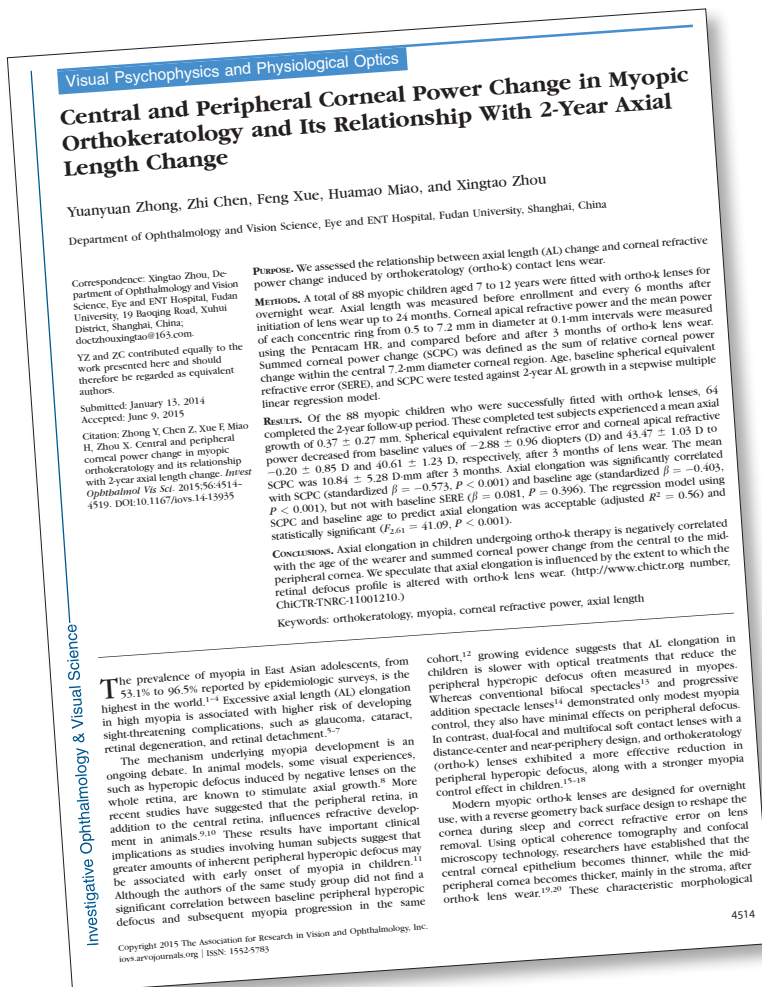 Visual Psychophysics and Physiological Optics
Central and Peripheral Corneal Power Change in Myopic
Orthokeratology and Its Relationship With 2-Year Axial
Length Change
Yuanyuan Zhong, Zhi Chen, Feng Xue, Huamao Miao, and Xingtao Zhou
Department of Ophthalmology and Vision Science, Eye and ENT Hospital, Fudan University, Shanghai, China
Correspondence: Xingtao Zhou, De-
partment of Ophthalmology and Vision
Science, Eye and ENT Hospital, Fudan
University, 19 Baoqing Road, Xuhui
District, Shanghai, China;
doctzhouxingtao@163.com.
YZ and ZC contributed equally to the
work presented here and should
therefore be regarded as equivalent
authors.
Submitted: January 13, 2014
Accepted: June 9, 2015
Citation: Zhong Y, Chen Z, Xue F, Miao
H, Zhou X. Central and peripheral
corneal power change in myopic
orthokeratology and its relationship
with 2-year axial length change. Invest
Ophthalmol Vis Sci. 2015;56:4514–
4519. DOI:10.1167/iovs.14-13935
PURPOSE. We assessed the relationship between axial length (AL) change and corneal refractive
power change induced by orthokeratology (ortho-k) contact lens wear.
METHODS. A total of 88 myopic children aged 7 to 12 years were fitted with ortho-k lenses for
overnight wear. Axial length was measured before enrollment and every 6 months after
initiation of lens wear up to 24 months. Corneal apical refractive power and the mean power
of each concentric ring from 0.5 to 7.2 mm in diameter at 0.1-mm intervals were measured
using the Pentacam HR, and compared before and after 3 months of ortho-k lens wear.
Summed corneal power change (SCPC) was defined as the sum of relative corneal power
change within the central 7.2-mm diameter corneal region. Age, baseline spherical equivalent
refractive error (SERE), and SCPC were tested against 2-year AL growth in a stepwise multiple
linear regression model.
RESULTS. Of the 88 myopic children who were successfully fitted with ortho-k lenses, 64
completed the 2-year follow-up period. These completed test subjects experienced a mean axial
growth of 0.37 ± 0.27 mm. Spherical equivalent refractive error and corneal apical refractive
power decreased from baseline values of −2.88 ± 0.96 diopters (D) and 43.47 ± 1.03 D to
−0.20 ± 0.85 D and 40.61 ± 1.23 D, respectively, after 3 months of lens wear. The mean
SCPC was 10.84 ± 5.28 D·mm after 3 months. Axial elongation was significantly correlated
with SCPC (standardized β = −0.573, P < 0.001) and baseline age (standardized β = −0.403,
P < 0.001), but not with baseline SERE (β = 0.081, P = 0.396). The regression model using
SCPC and baseline age to predict axial elongation was acceptable (adjusted R² = 0.56) and
statistically significant (F2,61 = 41.09, P < 0.001).
CONCLUSIONS. Axial elongation in children undergoing ortho-k therapy is negatively correlated
with the age of the wearer and summed corneal power change from the central to the mid-
peripheral cornea. We speculate that axial elongation is influenced by the extent to which the
retinal defocus profile is altered with ortho-k lens wear. (http://www.chictr.org number,
ChiCTR-TNRC-11001210.)
Keywords: orthokeratology, myopia, corneal refractive power, axial length
The prevalence of myopia in East Asian adolescents, from
53.1% to 96.5% reported by epidemiologic surveys, is the
highest in the world.1–4 Excessive axial length (AL) elongation
in high myopia is associated with higher risk of developing
sight-threatening complications, such as glaucoma, cataract,
retinal degeneration, and retinal detachment.5–7
The mechanism underlying myopia development is an
ongoing debate. In animal models, some visual experiences,
such as hyperopic defocus induced by negative lenses on the
whole retina, are known to stimulate axial growth.8 More
recent studies have suggested that the peripheral retina, in
addition to the central retina, influences refractive develop-
ment in animals.9,10 These results have important clinical
implications as studies involving human subjects suggest that
greater amounts of inherent peripheral hyperopic defocus may
be associated with early onset of myopia in children.11
Although the authors of the same study group did not find a
significant correlation between baseline peripheral hyperopic
defocus and subsequent myopia progression in the same
cohort,12 growing evidence suggests that AL elongation in
children is slower with optical treatments that reduce the
peripheral hyperopic defocus often measured in myopes.
Whereas conventional bifocal spectacles13 and progressive
addition spectacle lenses14 demonstrated only modest myopia
control, they also have minimal effects on peripheral defocus.
In contrast, dual-focal and multifocal soft contact lenses with a
distance-center and near-periphery design, and orthokeratology
(ortho-k) lenses exhibited a more effective reduction in
peripheral hyperopic defocus, along with a stronger myopia
control effect in children.15–18
Modern myopic ortho-k lenses are designed for overnight
use, with a reverse geometry back surface design to reshape the
cornea during sleep and correct refractive error on lens
removal. Using optical coherence tomography and confocal
microscopy technology, researchers have established that the
central corneal epithelium becomes thinner, while the mid-
peripheral cornea becomes thicker, mainly in the stroma, after
ortho-k lens wear.19,20 These characteristic morphological
Investigative Ophthalmology & Visual Science
Copyright 2015 The Association for Research in Vision and Ophthalmology, Inc.
iovs.arvojournals.org | ISSN: 1552-5783
4514